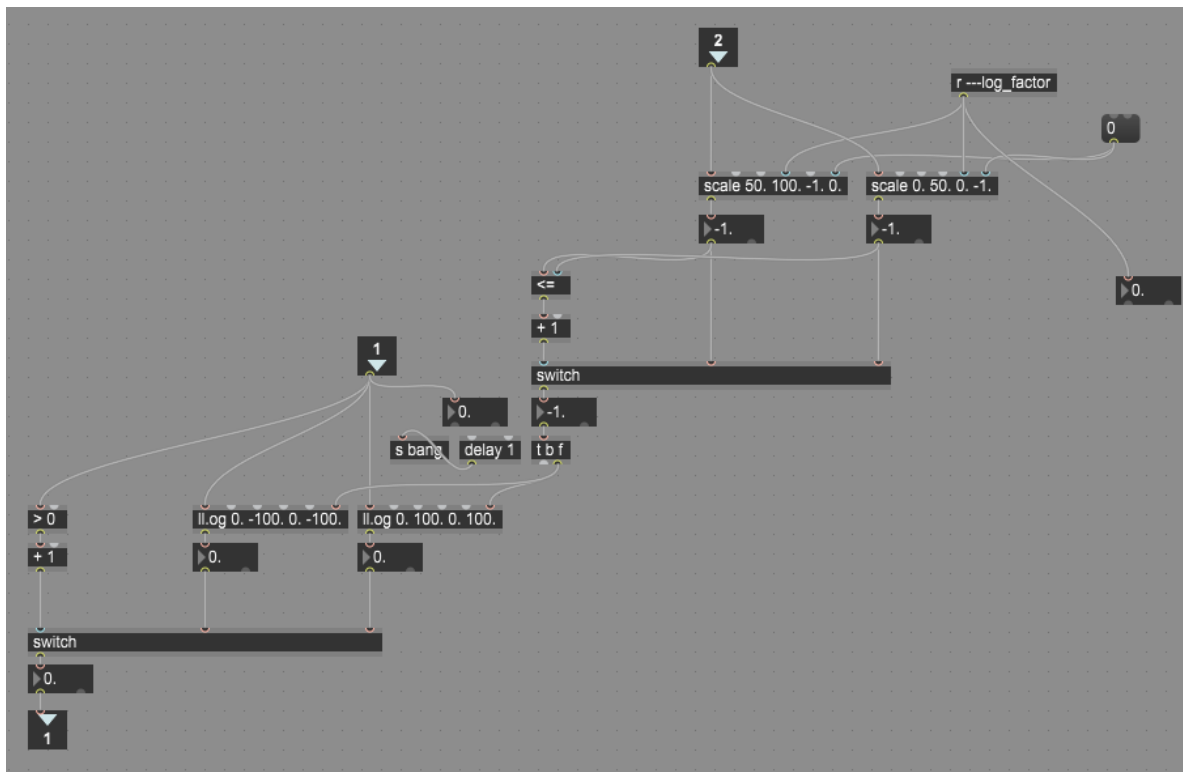 2
r ---log_factor
0
scale 50. 100. -1. 0.
scale 0. 50. 0. -1.
-1.
-1.
<=
0.
+ 1
1
switch
0.
-1.
s bang
delay 1
t b f
> 0
ll.og 0. -100. 0. -100.
ll.og 0. 100. 0. 100.
+ 1
0.
0.
switch
0.
1